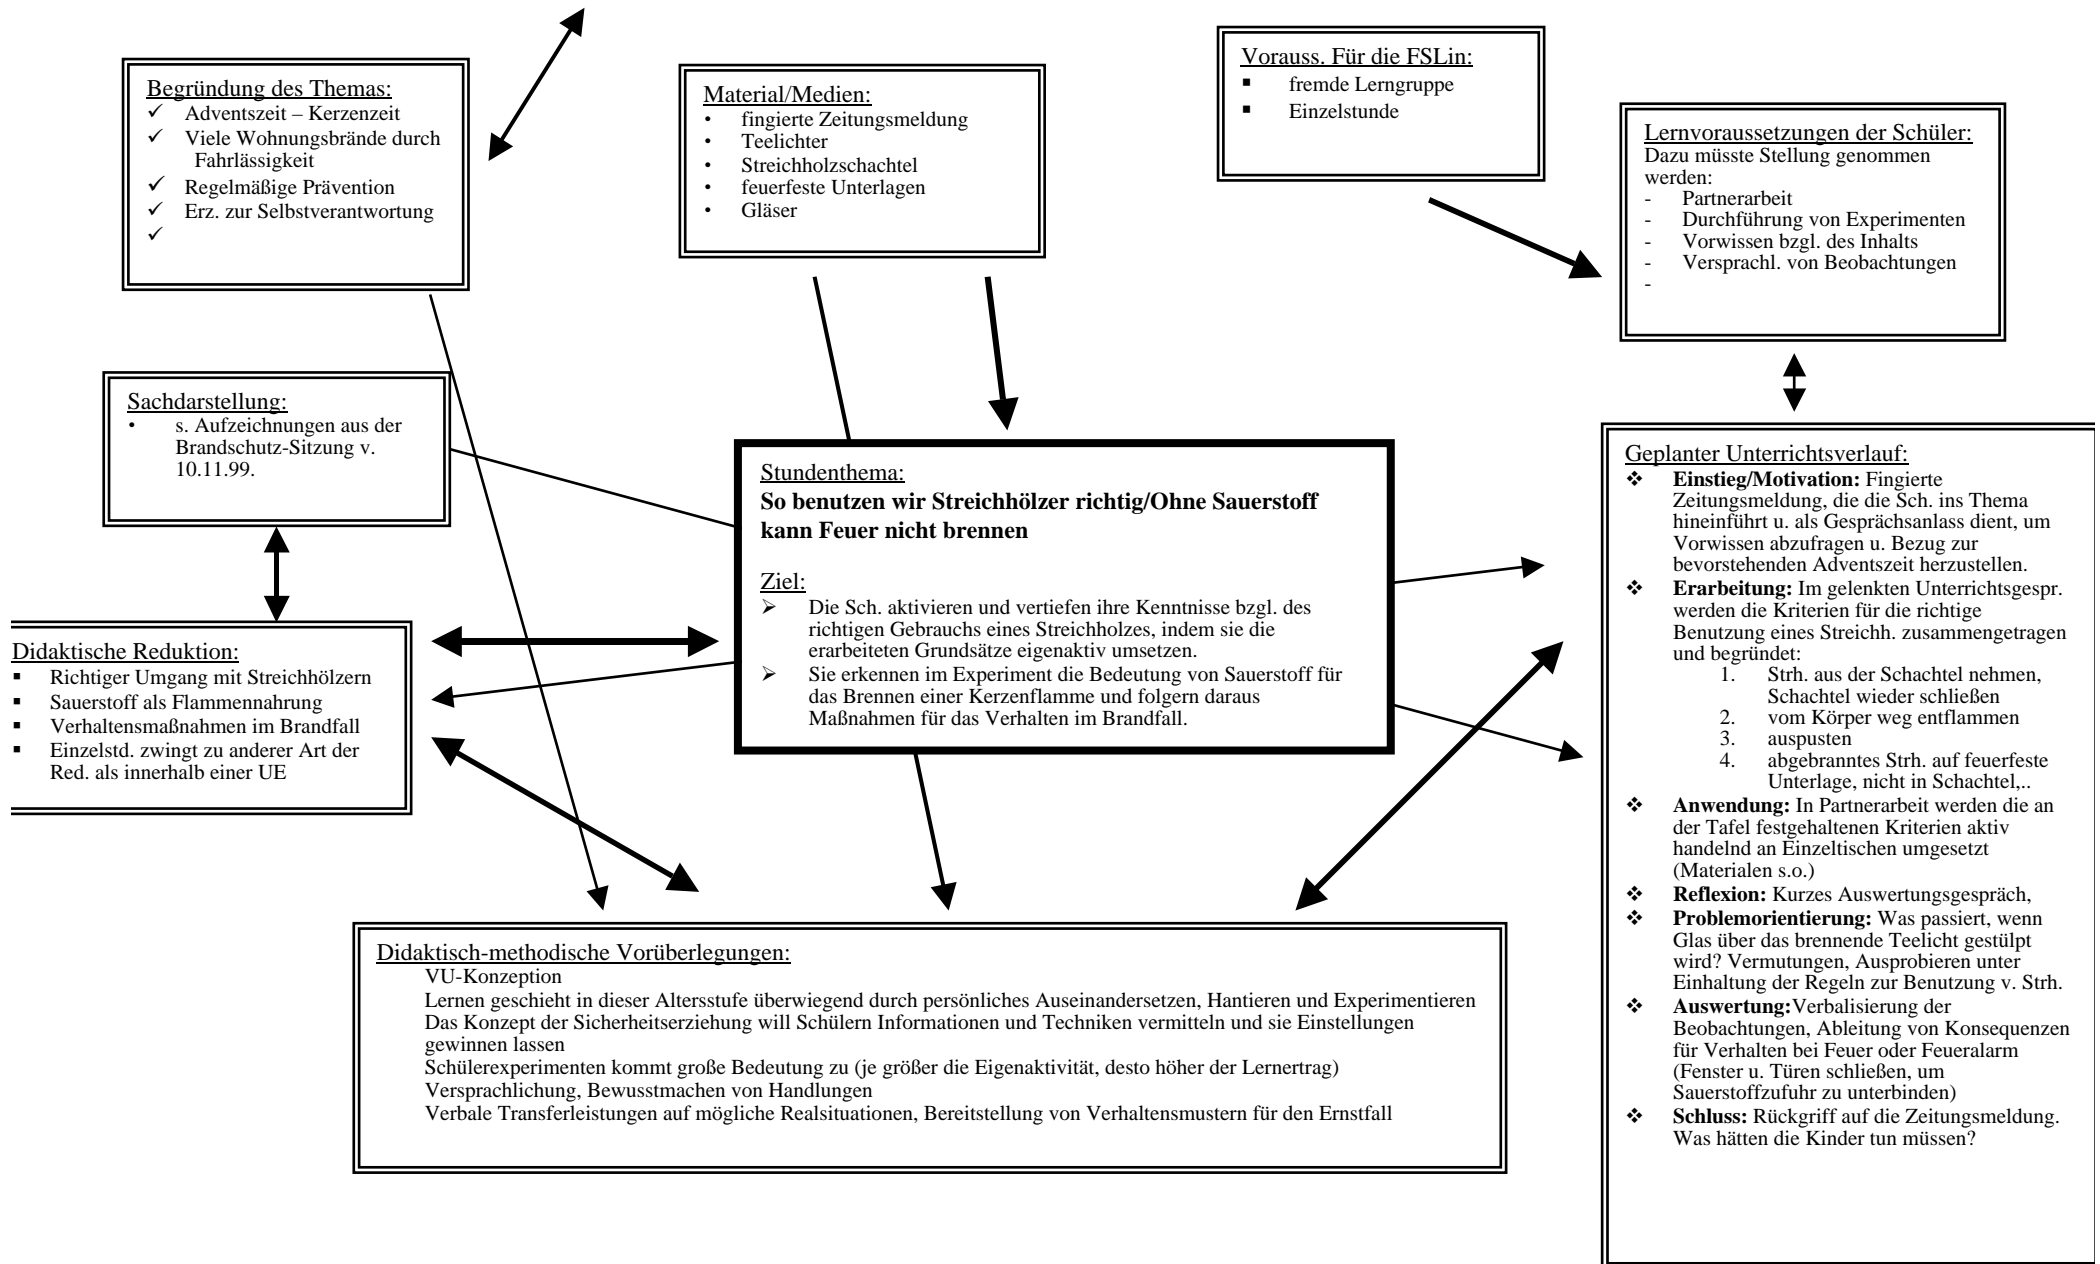 Begründung des Themas:
✓ Adventszeit – Kerzenzeit
✓ Viele Wohnungsbrände durch
Fahrlässigkeit
✓ Regelmäßige Prävention
✓ Erz. zur Selbstverantwortung
✓
Material/Medien:
• fingierte Zeitungsmeldung
• Teelichter
• Streichholzschachtel
• feuerfeste Unterlagen
• Gläser
Vorauss. Für die FSLin:
▪ fremde Lerngruppe
▪ Einzelstunde
Lernvoraussetzungen der Schüler:
Dazu müsste Stellung genommen
werden:
- Partnerarbeit
- Durchführung von Experimenten
- Vorwissen bzgl. des Inhalts
- Versprachl. von Beobachtungen
-
Sachdarstellung:
• s. Aufzeichnungen aus der
Brandschutz-Sitzung v.
10.11.99.
Stundenthema:
So benutzen wir Streichhölzer richtig/Ohne Sauerstoff
kann Feuer nicht brennen
Ziel:
➢ Die Sch. aktivieren und vertiefen ihre Kenntnisse bzgl. des
richtigen Gebrauchs eines Streichholzes, indem sie die
erarbeiteten Grundsätze eigenaktiv umsetzen.
➢ Sie erkennen im Experiment die Bedeutung von Sauerstoff für
das Brennen einer Kerzenflamme und folgern daraus
Maßnahmen für das Verhalten im Brandfall.
Didaktische Reduktion:
▪ Richtiger Umgang mit Streichhölzern
▪ Sauerstoff als Flammennahrung
▪ Verhaltensmaßnahmen im Brandfall
▪ Einzelstd. zwingt zu anderer Art der
Red. als innerhalb einer UE
Geplanter Unterrichtsverlauf:
❖ Einstieg/Motivation: Fingierte
Zeitungsmeldung, die die Sch. ins Thema
hineinführt u. als Gesprächsanlass dient, um
Vorwissen abzufragen u. Bezug zur
bevorstehenden Adventszeit herzustellen.
❖ Erarbeitung: Im gelenkten Unterrichtsgespr.
werden die Kriterien für die richtige
Benutzung eines Streichh. zusammengetragen
und begründet:
1. Strh. aus der Schachtel nehmen,
Schachtel wieder schließen
2. vom Körper weg entflammen
3. auspusten
4. abgebranntes Strh. auf feuerfeste
Unterlage, nicht in Schachtel,..
❖ Anwendung: In Partnerarbeit werden die an
der Tafel festgehaltenen Kriterien aktiv
handelnd an Einzeltischen umgesetzt
(Materialen s.o.)
❖ Reflexion: Kurzes Auswertungsgespräch,
❖ Problemorientierung: Was passiert, wenn
Glas über das brennende Teelicht gestülpt
wird? Vermutungen, Ausprobieren unter
Einhaltung der Regeln zur Benutzung v. Strh.
❖ Auswertung:Verbalisierung der
Beobachtungen, Ableitung von Konsequenzen
für Verhalten bei Feuer oder Feueralarm
(Fenster u. Türen schließen, um
Sauerstoffzufuhr zu unterbinden)
❖ Schluss: Rückgriff auf die Zeitungsmeldung.
Was hätten die Kinder tun müssen?
Didaktisch-methodische Vorüberlegungen:
VU-Konzeption
Lernen geschieht in dieser Altersstufe überwiegend durch persönliches Auseinandersetzen, Hantieren und Experimentieren
Das Konzept der Sicherheitserziehung will Schülern Informationen und Techniken vermitteln und sie Einstellungen
gewinnen lassen
Schülerexperimenten kommt große Bedeutung zu (je größer die Eigenaktivität, desto höher der Lernertrag)
Versprachlichung, Bewusstmachen von Handlungen
Verbale Transferleistungen auf mögliche Realsituationen, Bereitstellung von Verhaltensmustern für den Ernstfall